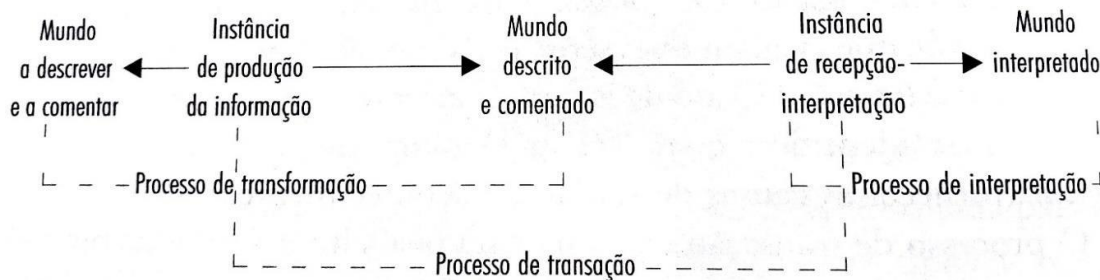 Mundo
a descrever
e a comentar
Instância
de produção
da informação
Mundo
descrito
e comentado
Instância
de recepção-
interpretação
Mundo
interpretado
Processo de transformação
Processo de interpretação
Processo de transação